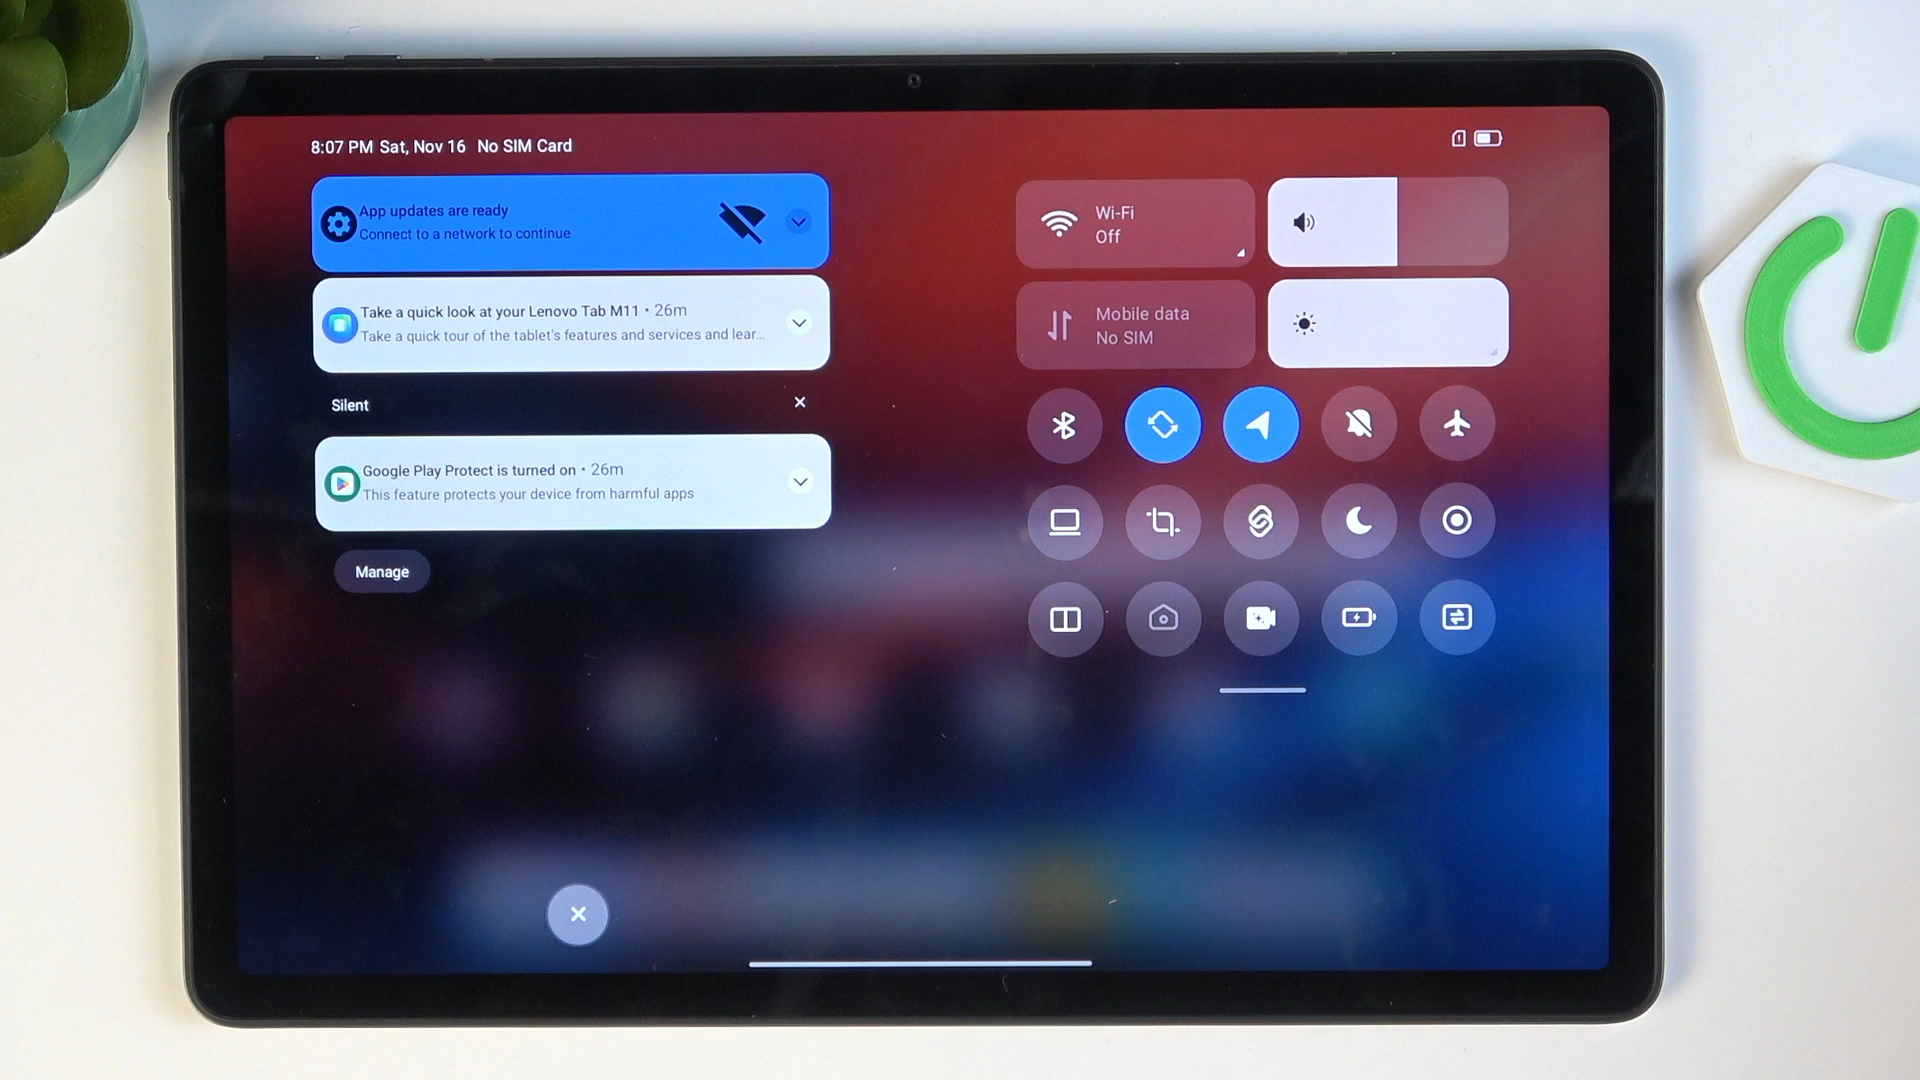 8:07 PM Sat, Nov 16 No SIM Card
App updates are ready
Connect to a network to continue
Take a quick look at your Lenovo Tab M11 • 26m
Take a quick tour of the tablet's features and services and lear...
Silent
Google Play Protect is turned on • 26m
This feature protects your device from harmful apps
Manage
Wi-Fi
Off
Mobile data
No SIM